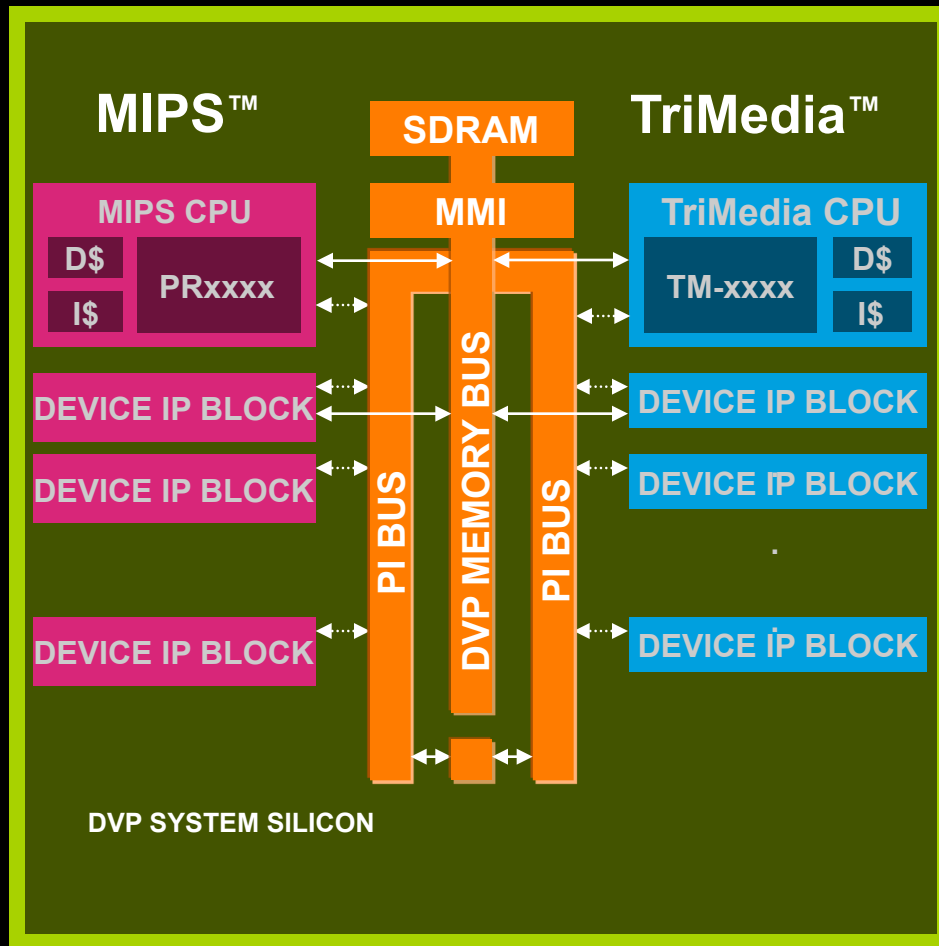 MIPS™
TriMedia™
SDRAM
MMI
MIPS CPU
D$
I$
PRxxxx
TriMedia CPU
TM-xxxx
D$
I$
DEVICE IP BLOCK
DEVICE IP BLOCK
DEVICE IP BLOCK
PI BUS
DVP MEMORY BUS
PI BUS
DEVICE IP BLOCK
DEVICE IP BLOCK
.
.
.
DEVICE IP BLOCK
DVP SYSTEM SILICON